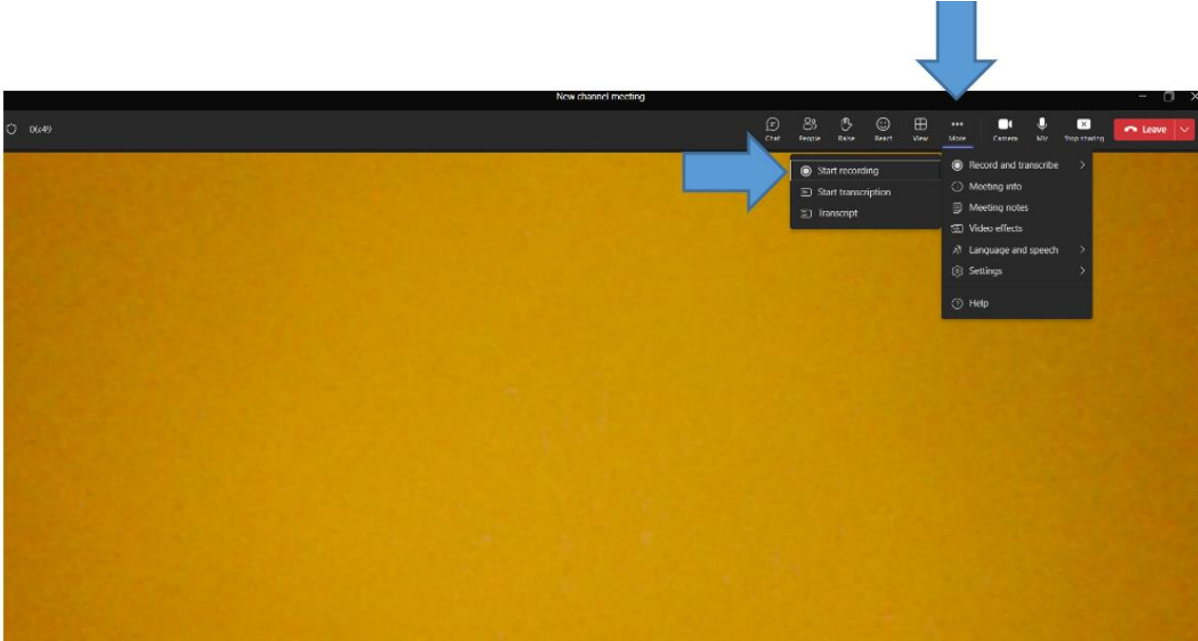 New channel meeting
06:49
Chat People Raise React View More Camera Mic Stop sharing Leave
Start recording
Start transcription
Transcript
Record and transcribe
Meeting info
Meeting notes
Video effects
Language and speech
Settings
Help